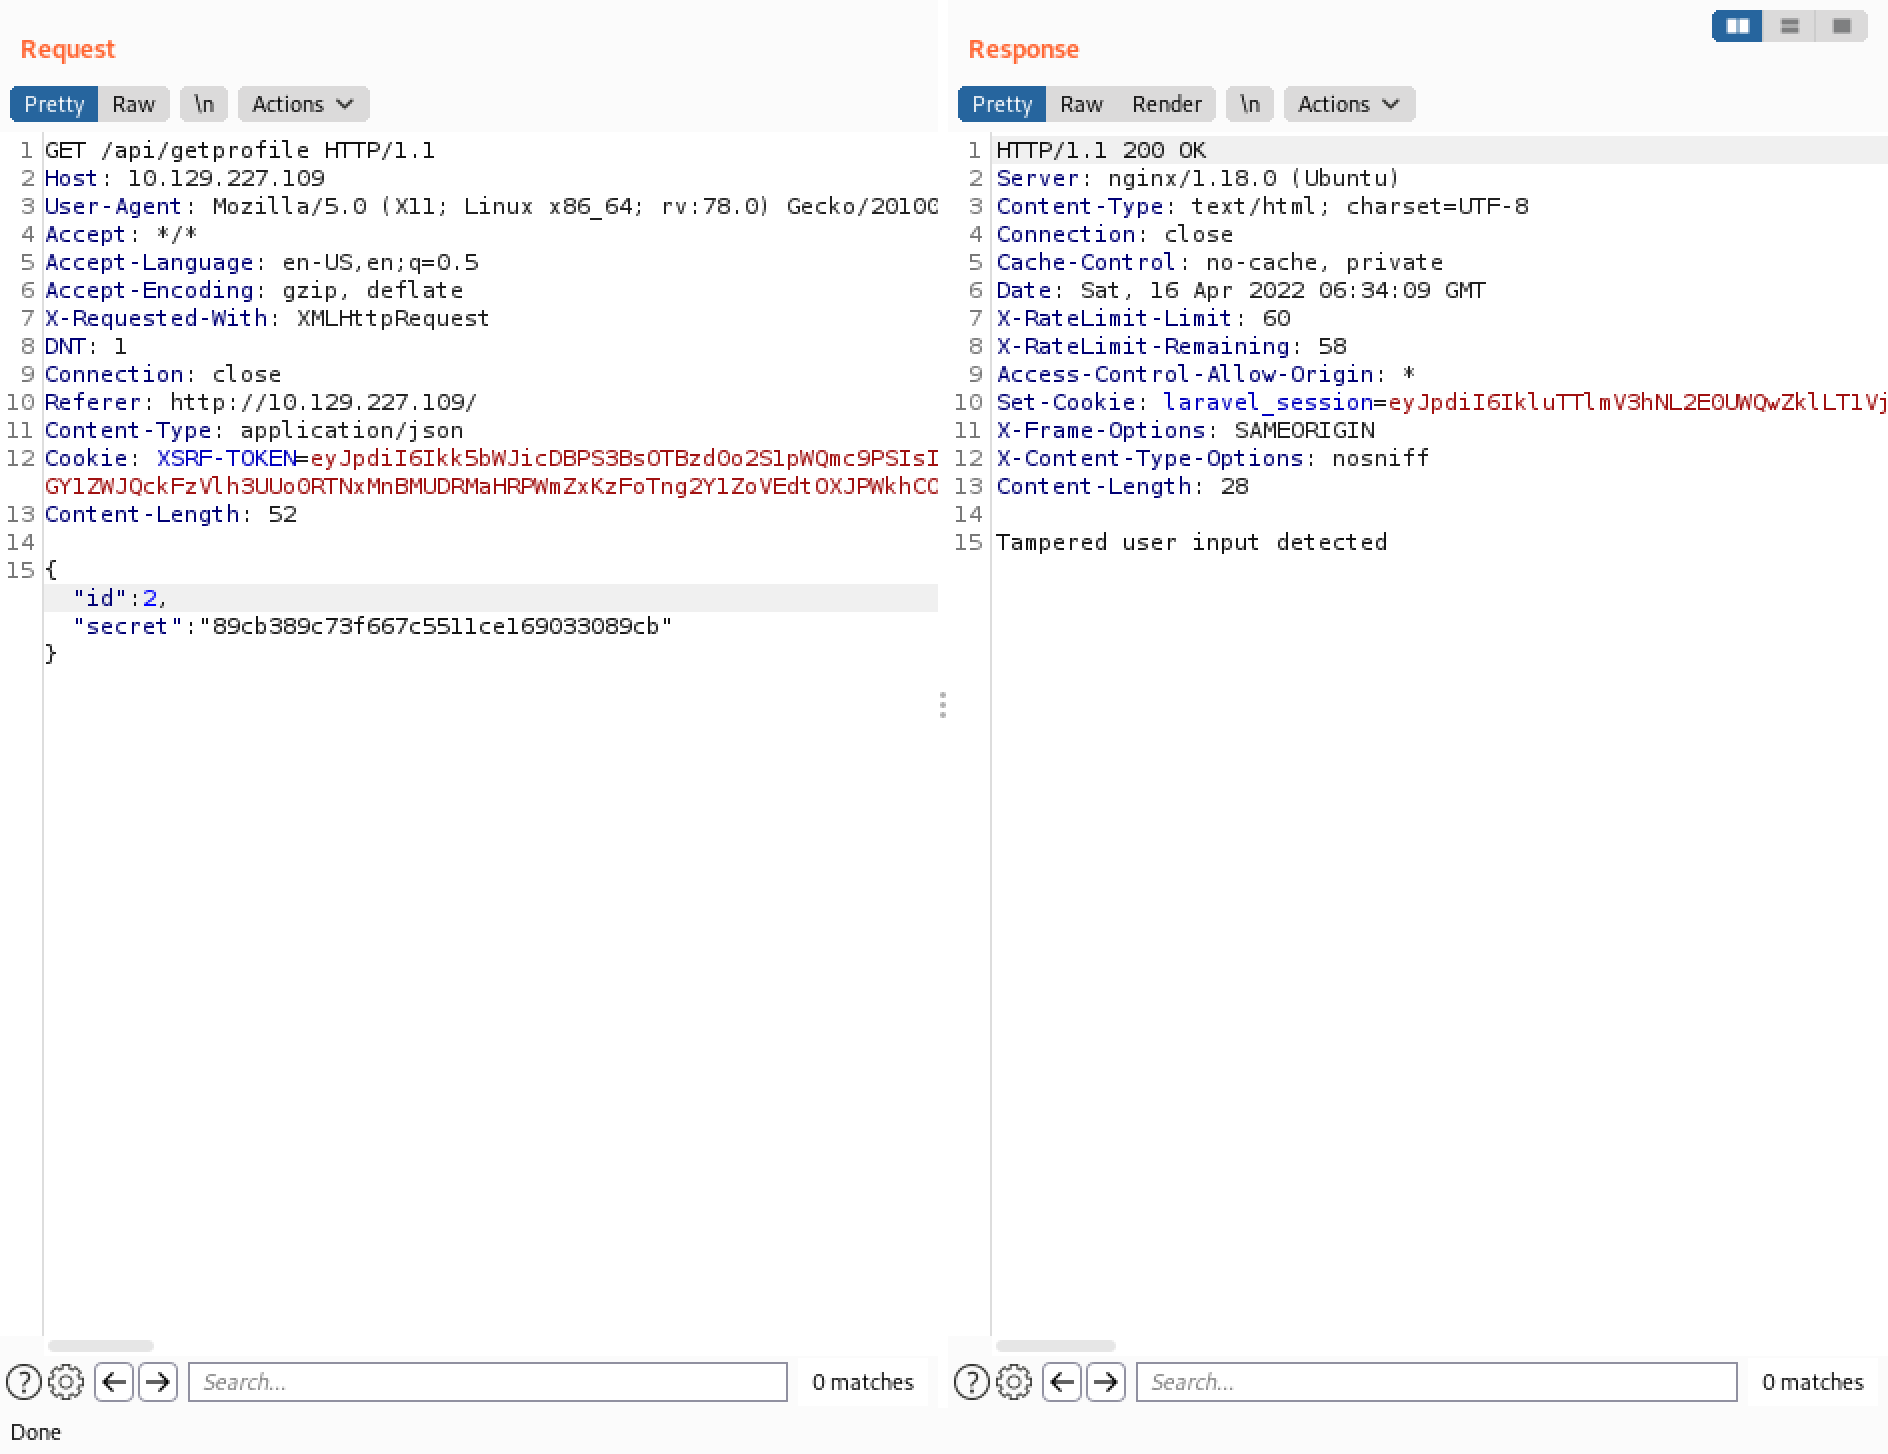 Request
Pretty Raw \n Actions
1 GET /api/getprofile HTTP/1.1
2 Host: 10.129.227.109
3 User-Agent: Mozilla/5.0 (X11; Linux x86_64; rv:78.0) Gecko/20100
4 Accept: */*
5 Accept-Language: en-US,en;q=0.5
6 Accept-Encoding: gzip, deflate
7 X-Requested-With: XMLHttpRequest
8 DNT: 1
9 Connection: close
10 Referer: http://10.129.227.109/
11 Content-Type: application/json
12 Cookie: XSRF-TOKEN=eyJpdiI6Ikk5bWJicDBPS3BsOTBzd0o2S1pWQmc9PSIsI
GY1ZWJQckFzVlh3UUo0RTNxMnBMUDRMaHRPWmZxKzFoTng2Y1ZoVEdtOXJPWkhCO
13 Content-Length: 52
14
15 {
"id":2,
"secret":"89cb389c73f667c5511ce169033089cb"
}
Search...
0 matches
Done
Response
Pretty Raw Render \n Actions
1 HTTP/1.1 200 OK
2 Server: nginx/1.18.0 (Ubuntu)
3 Content-Type: text/html; charset=UTF-8
4 Connection: close
5 Cache-Control: no-cache, private
6 Date: Sat, 16 Apr 2022 06:34:09 GMT
7 X-RateLimit-Limit: 60
8 X-RateLimit-Remaining: 58
9 Access-Control-Allow-Origin: *
10 Set-Cookie: laravel_session=eyJpdiI6IkluTTlmV3hNL2E0UWQwZklLT1Vj
11 X-Frame-Options: SAMEORIGIN
12 X-Content-Type-Options: nosniff
13 Content-Length: 28
14
15 Tampered user input detected
Search...
0 matches